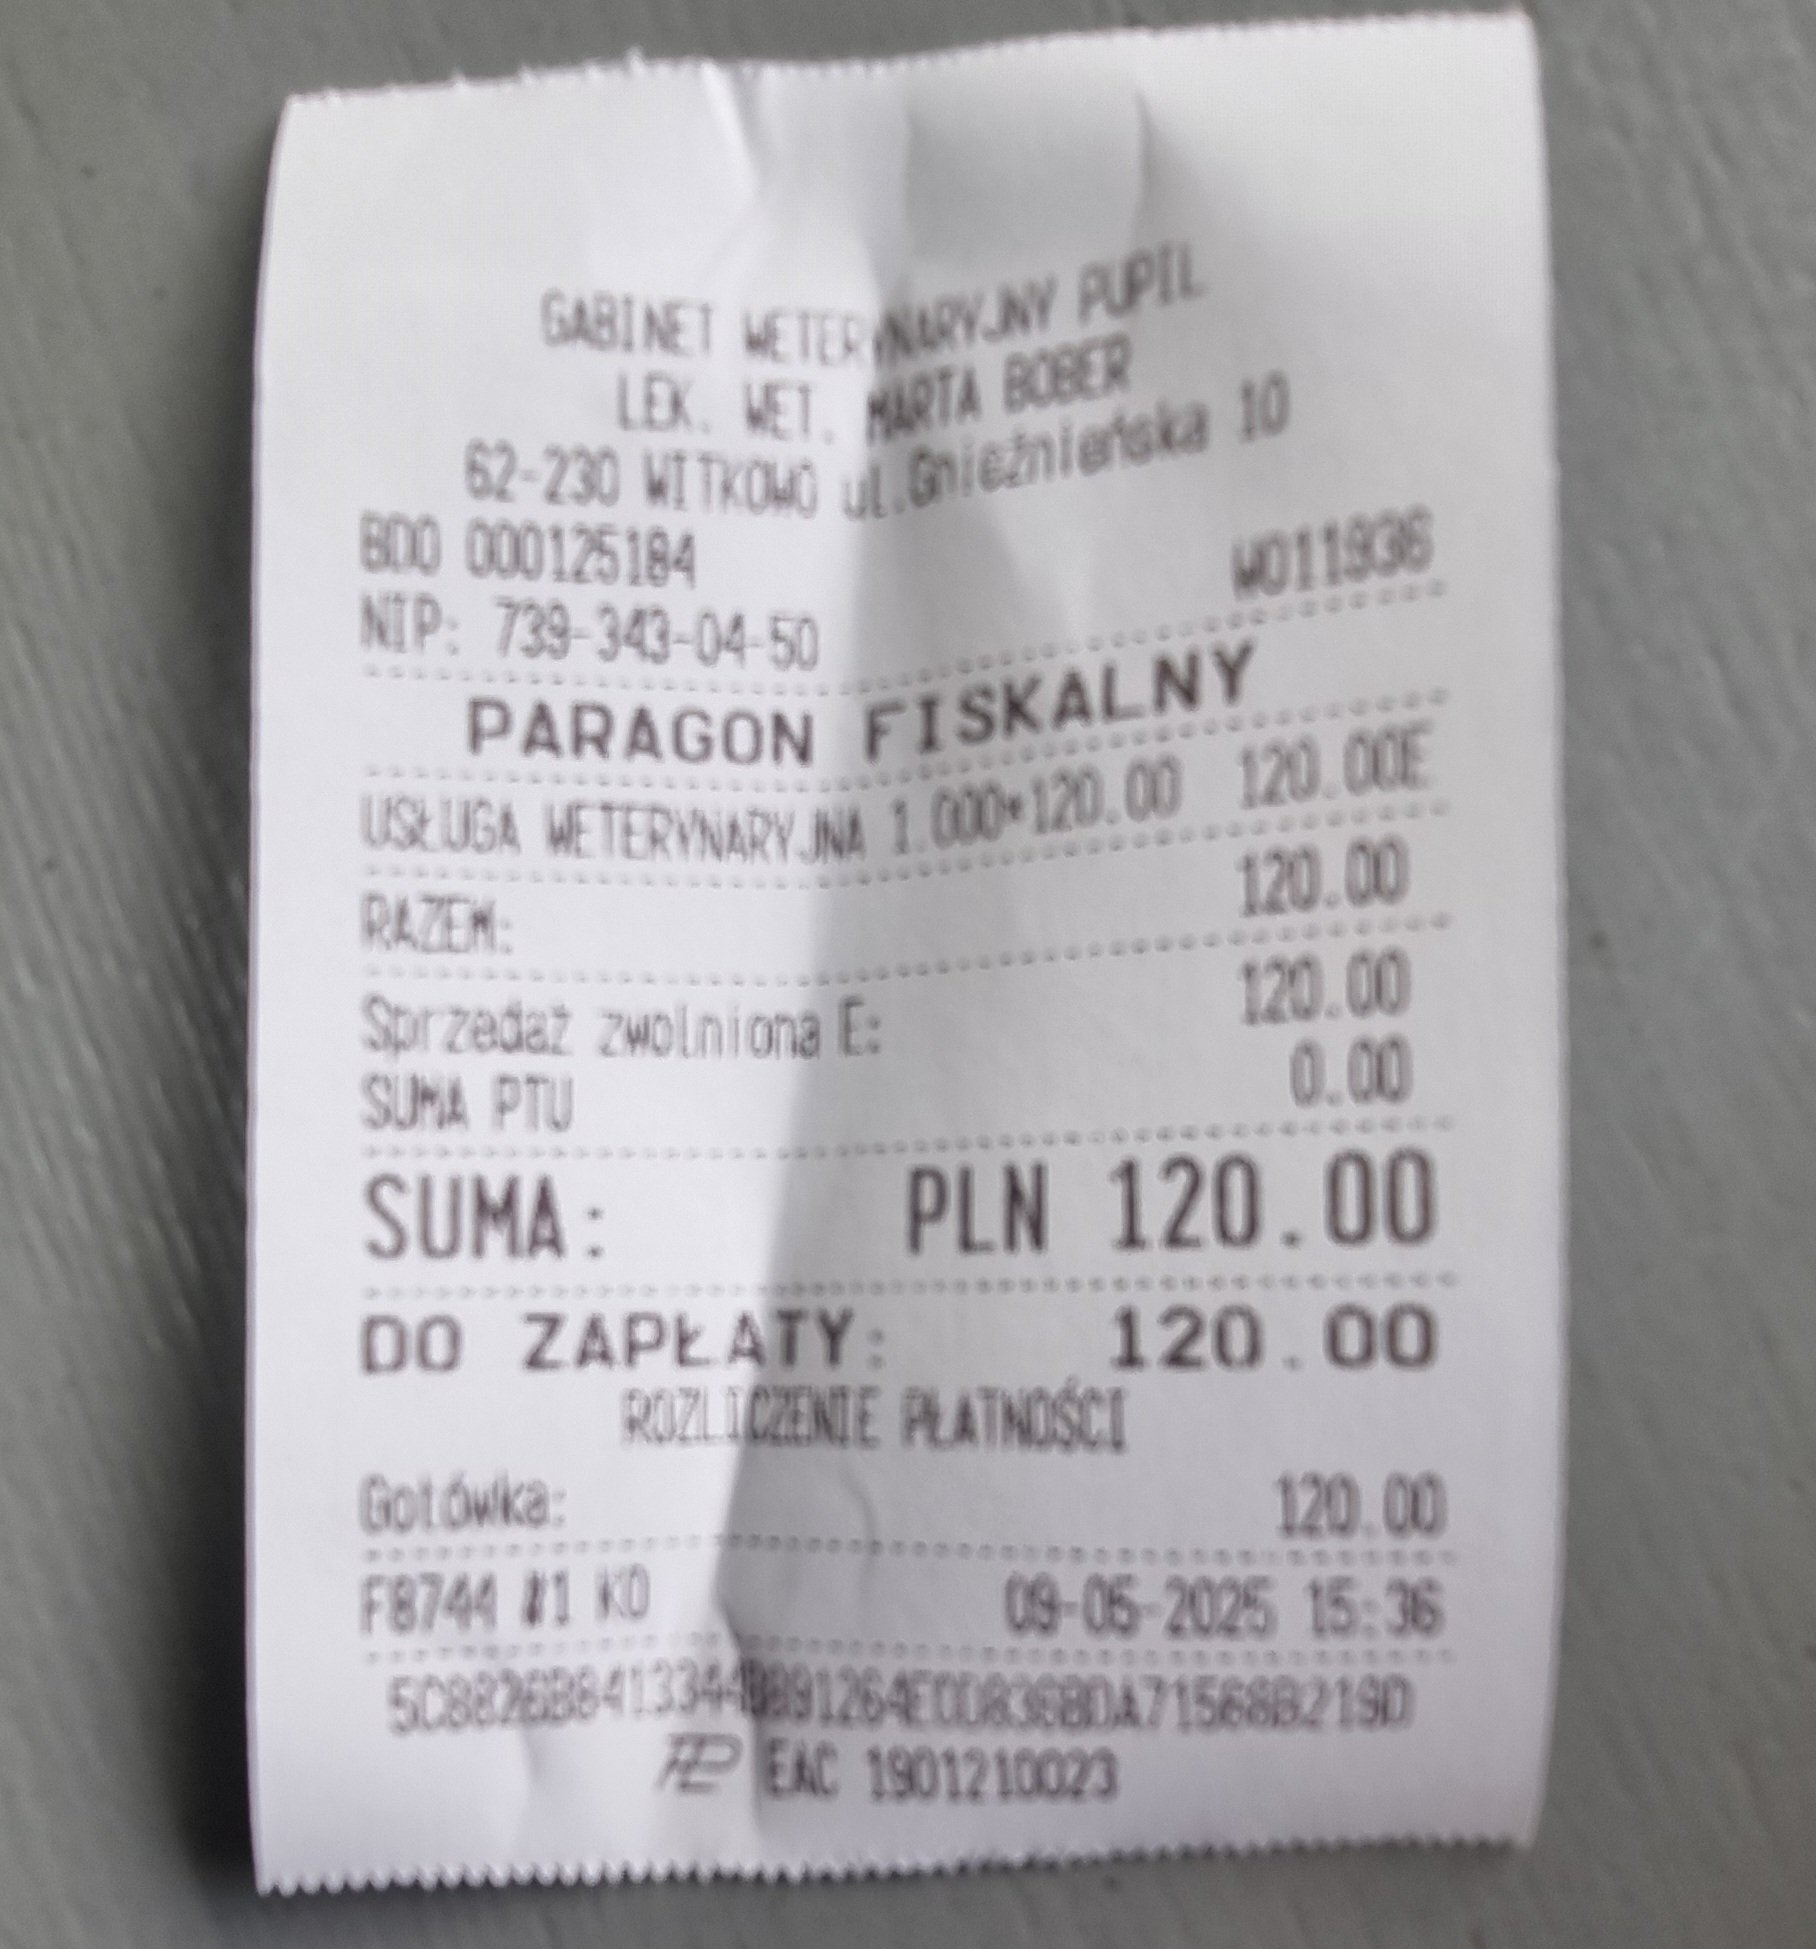 GABINET WETERYNARYJNY PUPIL
LEK. WET. MARTA BOBER
62-230 WITKOWO ul.Gnieźnieńska 10
BDO 000125184 W011936
NIP: 739-343-04-50
PARAGON FISKALNY
USŁUGA WETERYNARYJNA 1.000*120.00 120.00E
RAZEM: 120.00
Sprzedaż zwolniona E: 120.00
SUMA PTU 0.00
SUMA: PLN 120.00
DO ZAPŁATY: 120.00
ROZLICZENIE PŁATNOŚCI
Gotówka: 120.00
F8744 #1 KO 09-05-2025 15:36
EAC 1901210023